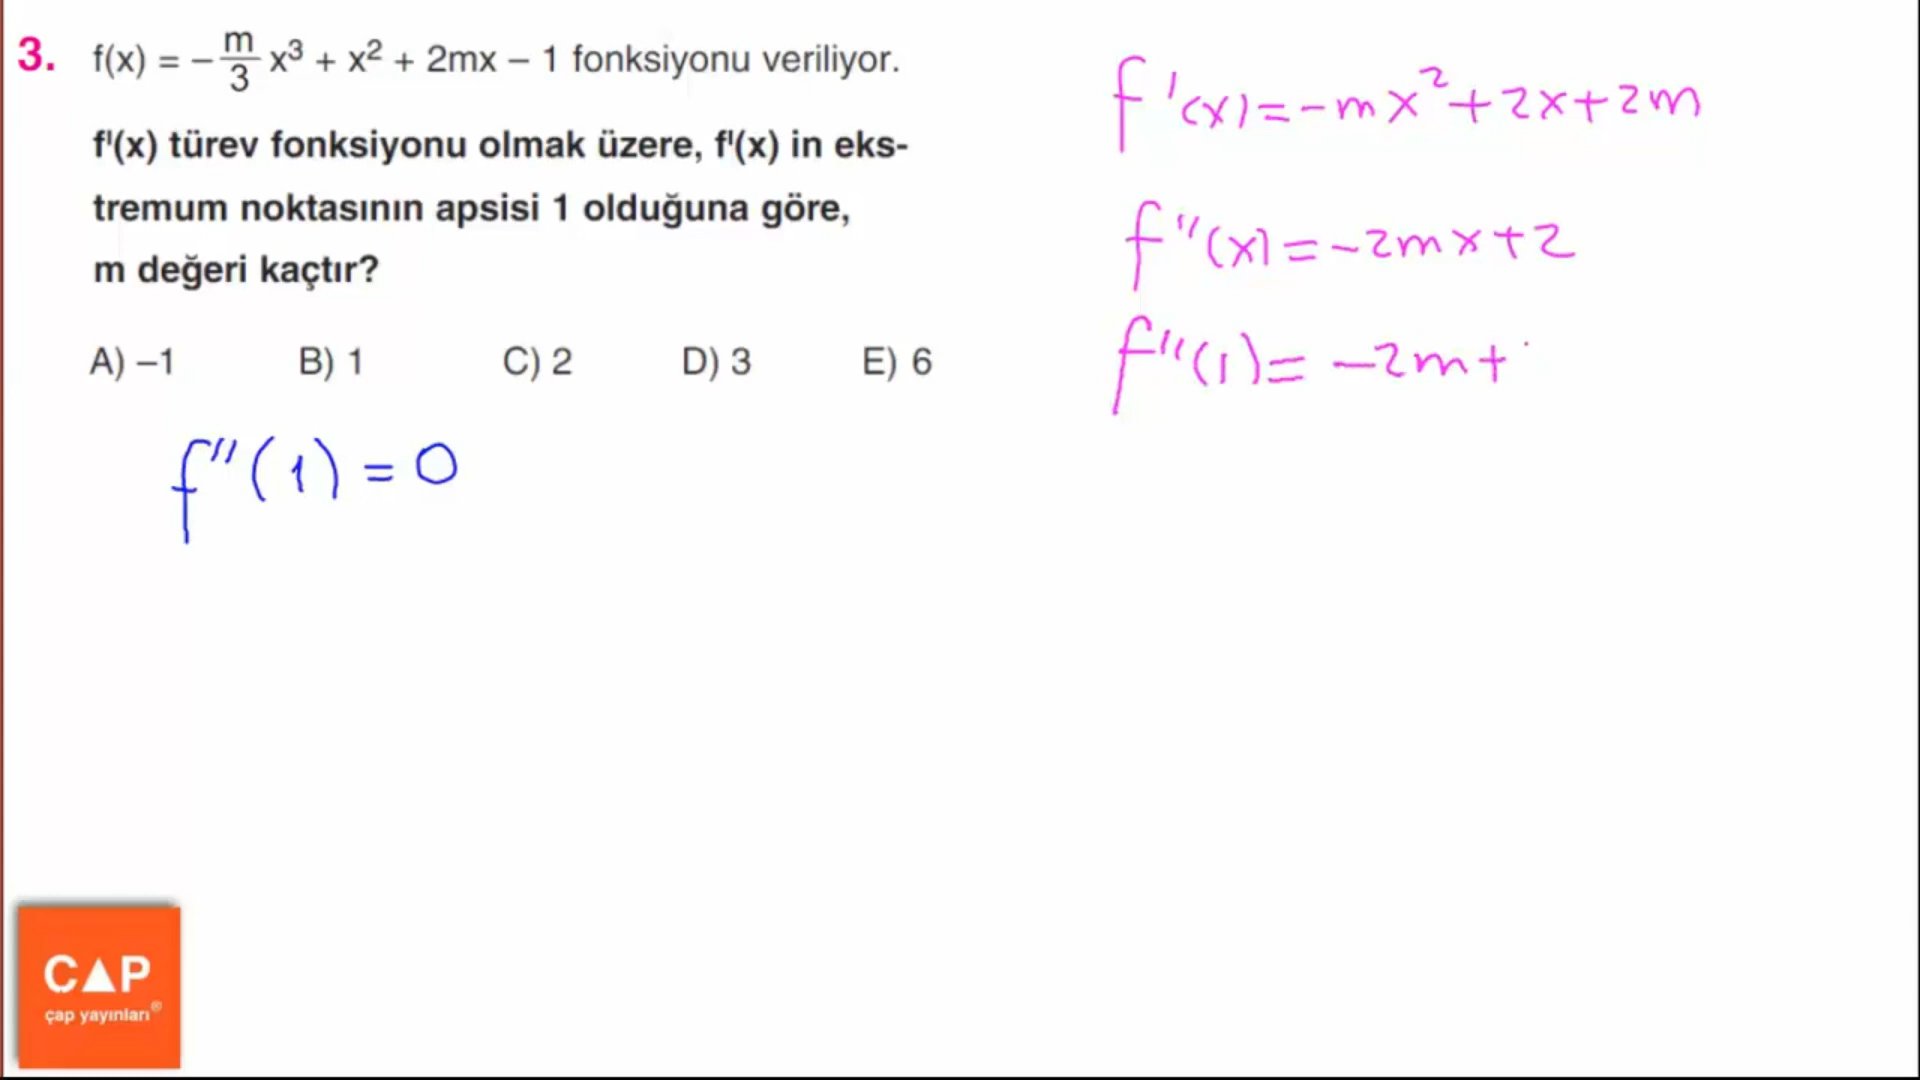 3. f(x) = −m/3 x³ + x² + 2mx − 1 fonksiyonu veriliyor.
f'(x) türev fonksiyonu olmak üzere, f'(x) in eks-
tremum noktasının apsisi 1 olduğuna göre,
m değeri kaçtır?
A) −1 B) 1 C) 2 D) 3 E) 6
f''(1) = 0
f'(x) = −mx² + 2x + 2m
f''(x) = −2mx + 2
f''(1) = −2m +
CAP
çap yayınları®